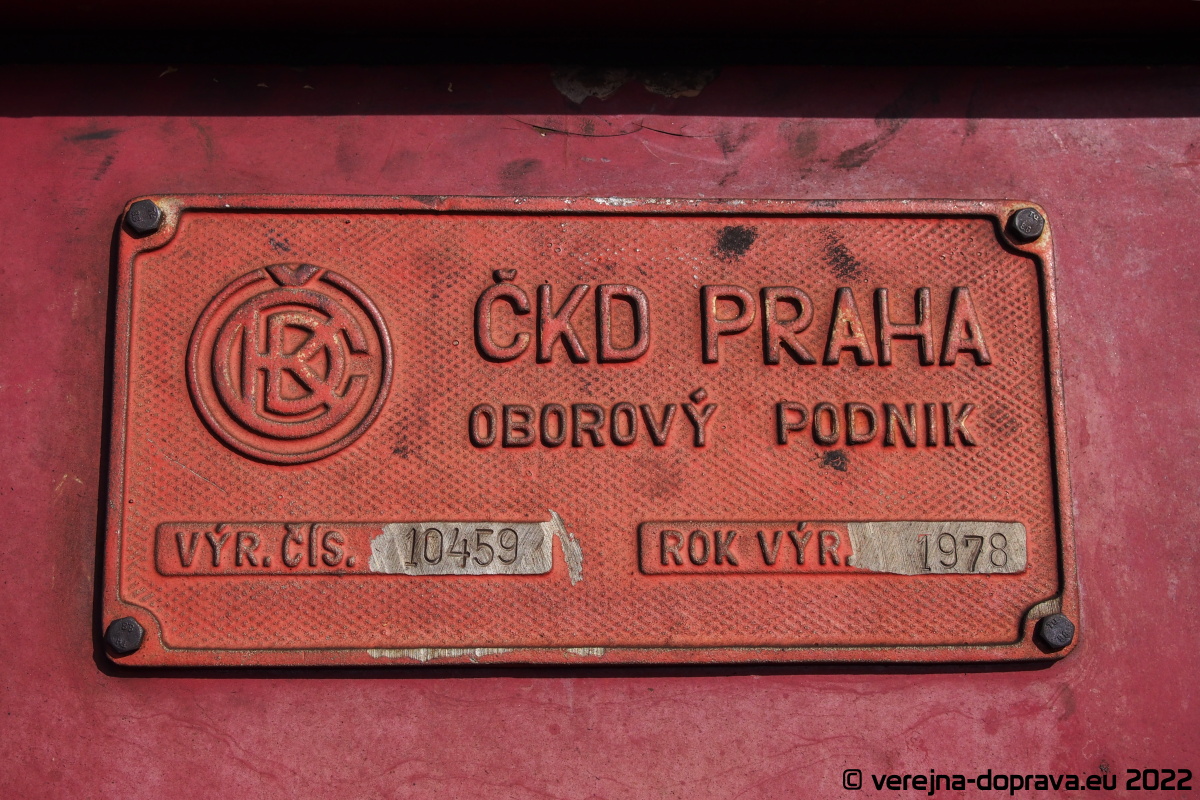 ČKD
ČKD PRAHA
OBOROVÝ PODNIK
VÝR. ČÍS. 10459
ROK VÝR. 1978
© verejna-doprava.eu 2022